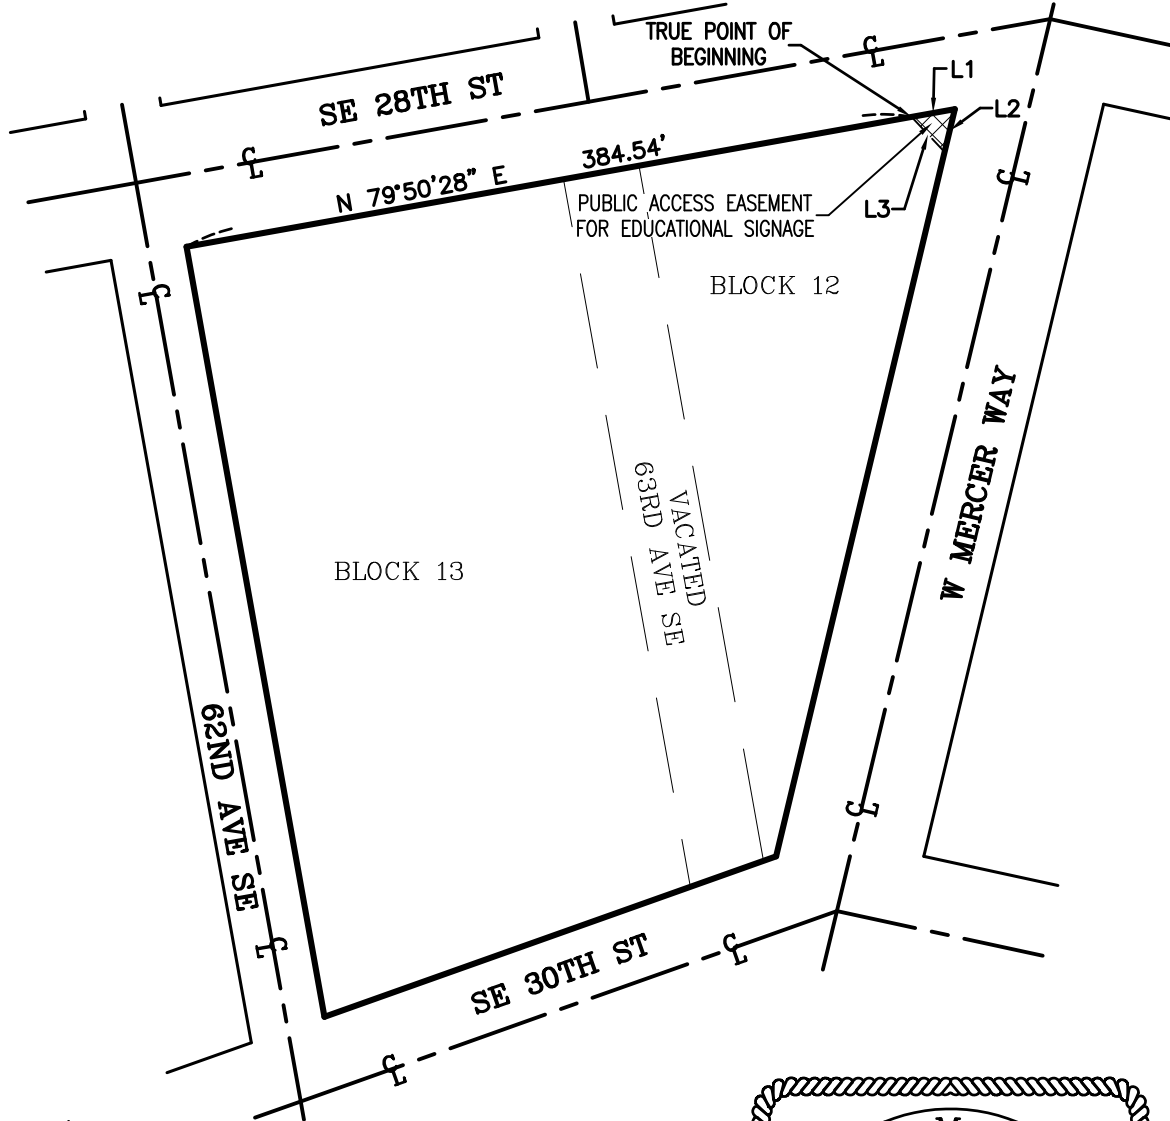 TRUE POINT OF
BEGINNING
℄
L1
SE 28TH ST
L2
℄
384.54'
N 79°50'28" E
PUBLIC ACCESS EASEMENT
FOR EDUCATIONAL SIGNAGE
L3
℄
BLOCK 12
℄
W MERCER WAY
VACATED
63RD AVE SE
BLOCK 13
62ND AVE SE
℄
℄
SE 30TH ST
℄
℄
M